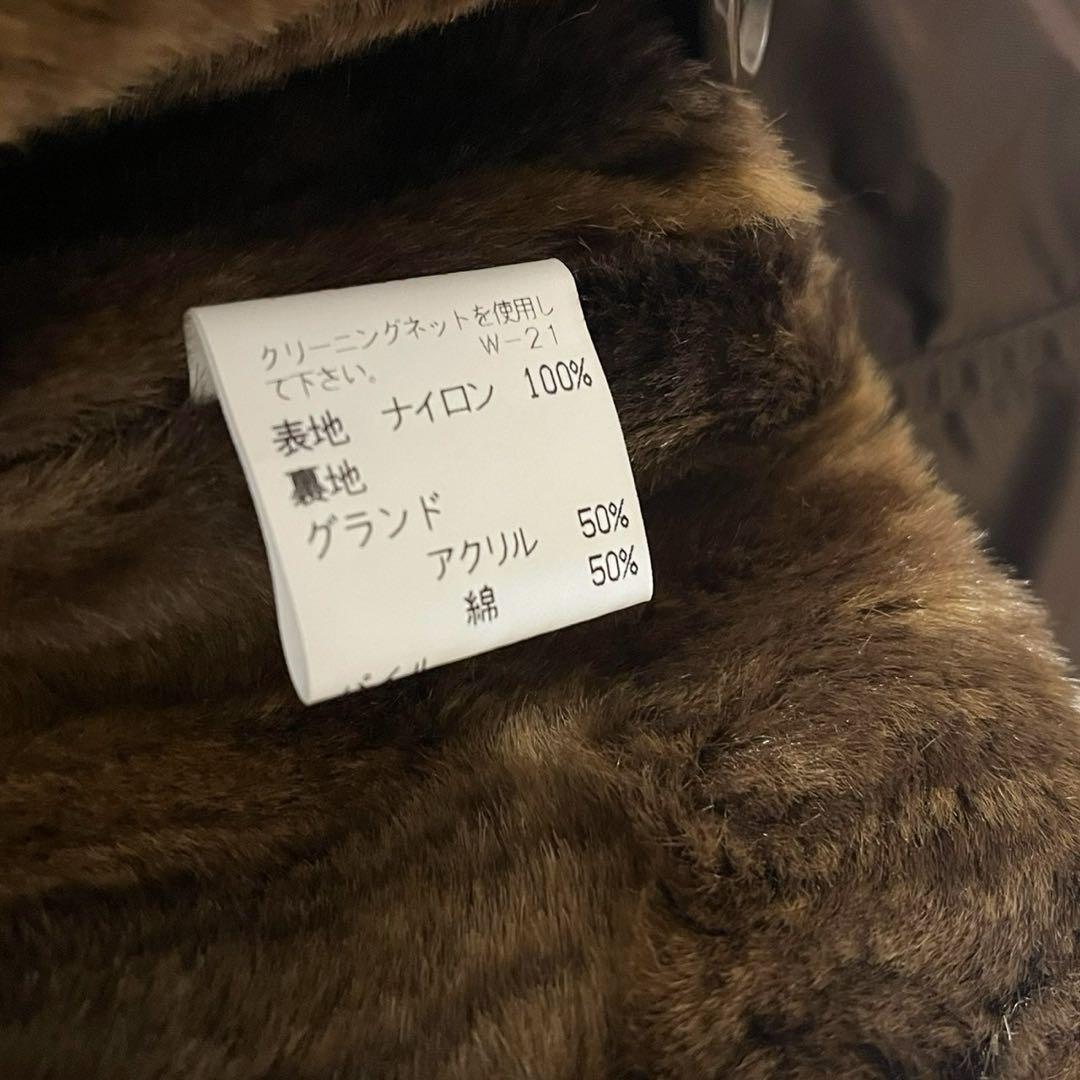 クリーニングネットを使用し
て下さい。 W-21
表地 ナイロン 100%
裏地
グランド
アクリル 50%
綿 50%